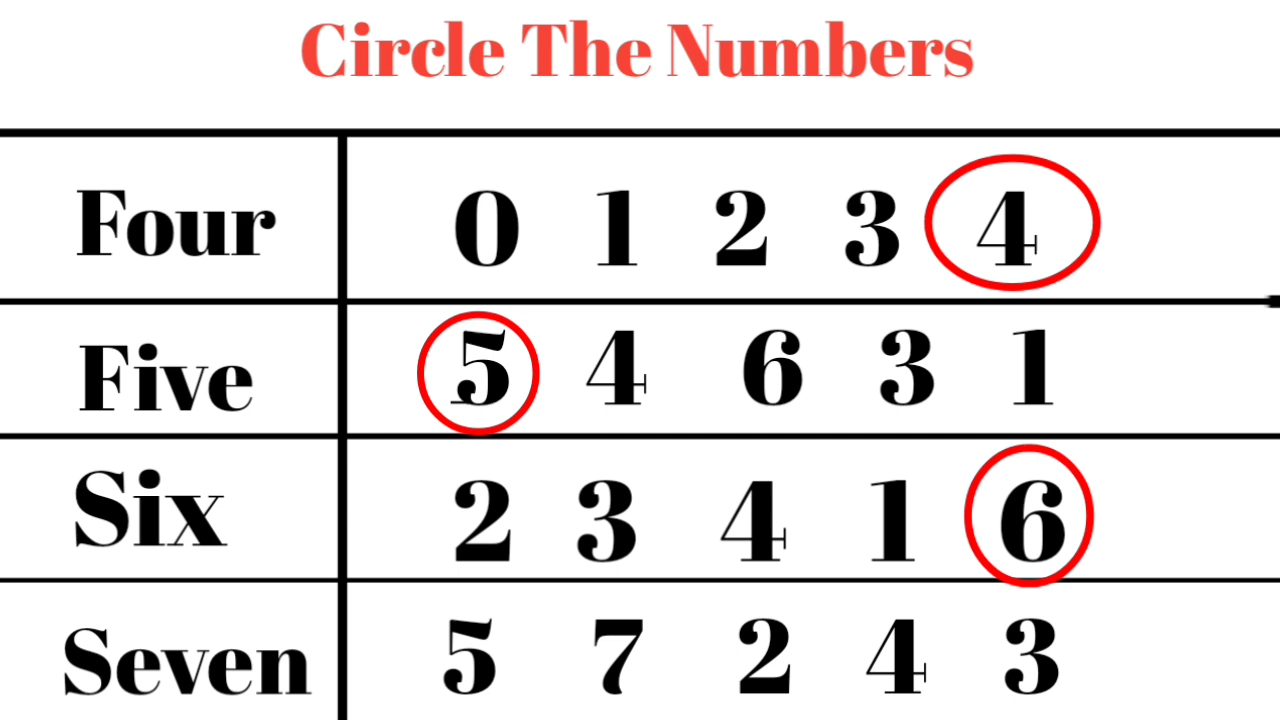 Circle The Numbers
Four 0 1 2 3 4
Five 5 4 6 3 1
Six 2 3 4 1 6
Seven 5 7 2 4 3